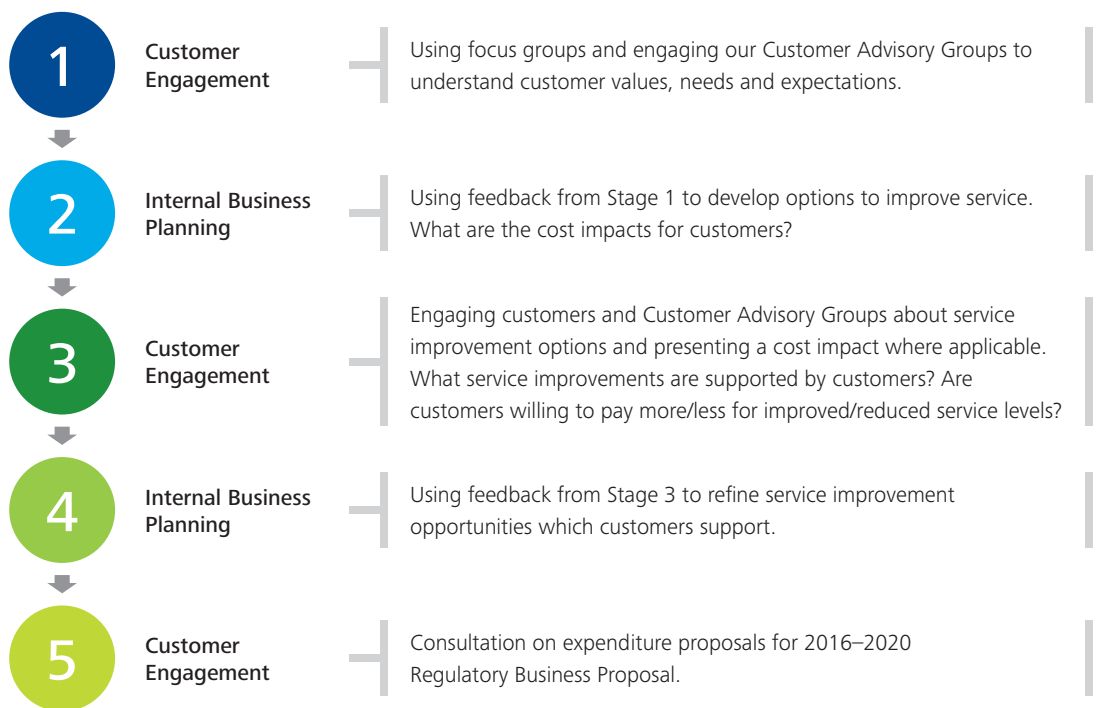 1
Customer
Engagement
Using focus groups and engaging our Customer Advisory Groups to
understand customer values, needs and expectations.
2
Internal Business
Planning
Using feedback from Stage 1 to develop options to improve service.
What are the cost impacts for customers?
3
Customer
Engagement
Engaging customers and Customer Advisory Groups about service
improvement options and presenting a cost impact where applicable.
What service improvements are supported by customers? Are
customers willing to pay more/less for improved/reduced service levels?
4
Internal Business
Planning
Using feedback from Stage 3 to refine service improvement
opportunities which customers support.
5
Customer
Engagement
Consultation on expenditure proposals for 2016–2020
Regulatory Business Proposal.